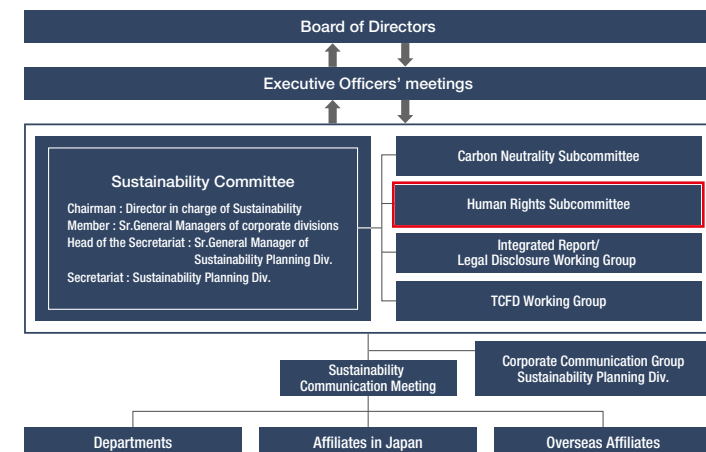 Board of Directors
Executive Officers’ meetings
Sustainability Committee
Chairman : Director in charge of Sustainability
Member : Sr.General Managers of corporate divisions
Head of the Secretariat : Sr.General Manager of
Sustainability Planning Div.
Secretariat : Sustainability Planning Div.
Carbon Neutrality Subcommittee
Human Rights Subcommittee
Integrated Report/
Legal Disclosure Working Group
TCFD Working Group
Corporate Communication Group
Sustainability Planning Div.
Sustainability
Communication Meeting
Departments
Affiliates in Japan
Overseas Affiliates